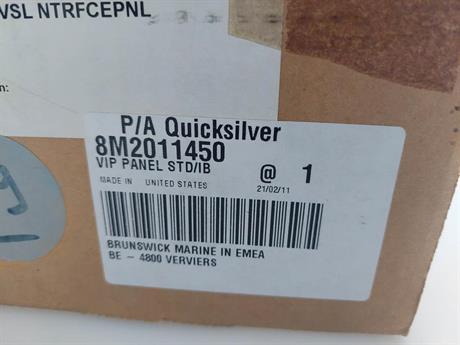 VSL NTRFCEPNL
n:
P/A Quicksilver
8M2011450
VIP PANEL STD/IB
@ 1
MADE IN UNITED STATES
21/02/11
BRUNSWICK MARINE IN EMEA
BE - 4800 VERVIERS